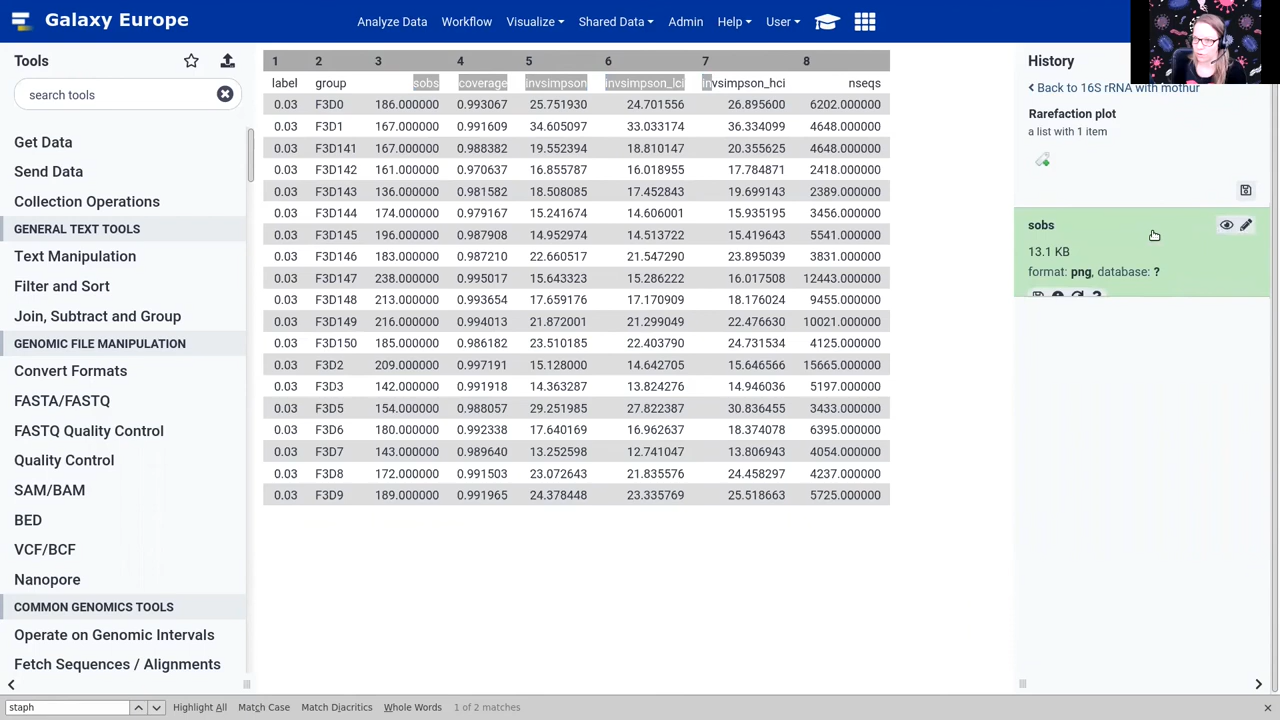 Galaxy Europe
Analyze Data Workflow Visualize Shared Data Admin Help User
Tools
search tools
Get Data
Send Data
Collection Operations
GENERAL TEXT TOOLS
Text Manipulation
Filter and Sort
Join, Subtract and Group
GENOMIC FILE MANIPULATION
Convert Formats
FASTA/FASTQ
FASTQ Quality Control
Quality Control
SAM/BAM
BED
VCF/BCF
Nanopore
COMMON GENOMICS TOOLS
Operate on Genomic Intervals
Fetch Sequences / Alignments
1 2 3 4 5 6 7 8
label group sobs coverage invsimpson invsimpson_lci invsimpson_hci nseqs
0.03 F3D0 186.000000 0.993067 25.751930 24.701556 26.895600 6202.000000
0.03 F3D1 167.000000 0.991609 34.605097 33.033174 36.334099 4648.000000
0.03 F3D141 167.000000 0.988382 19.552394 18.810147 20.355625 4648.000000
0.03 F3D142 161.000000 0.970637 16.855787 16.018955 17.784871 2418.000000
0.03 F3D143 136.000000 0.981582 18.508085 17.452843 19.699143 2389.000000
0.03 F3D144 174.000000 0.979167 15.241674 14.606001 15.935195 3456.000000
0.03 F3D145 196.000000 0.987908 14.952974 14.513722 15.419643 5541.000000
0.03 F3D146 183.000000 0.987210 22.660517 21.547290 23.895039 3831.000000
0.03 F3D147 238.000000 0.995017 15.643323 15.286222 16.017508 12443.000000
0.03 F3D148 213.000000 0.993654 17.659176 17.170909 18.176024 9455.000000
0.03 F3D149 216.000000 0.994013 21.872001 21.299049 22.476630 10021.000000
0.03 F3D150 185.000000 0.986182 23.510185 22.403790 24.731534 4125.000000
0.03 F3D2 209.000000 0.997191 15.128000 14.642705 15.646566 15665.000000
0.03 F3D3 142.000000 0.991918 14.363287 13.824276 14.946036 5197.000000
0.03 F3D5 154.000000 0.988057 29.251985 27.822387 30.836455 3433.000000
0.03 F3D6 180.000000 0.992338 17.640169 16.962637 18.374078 6395.000000
0.03 F3D7 143.000000 0.989640 13.252598 12.741047 13.806943 4054.000000
0.03 F3D8 172.000000 0.991503 23.072643 21.835576 24.458297 4237.000000
0.03 F3D9 189.000000 0.991965 24.378448 23.335769 25.518663 5725.000000
History
Back to 16S rRNA with mothur
Rarefaction plot
a list with 1 item
sobs
13.1 KB
format: png, database: ?
staph Highlight All Match Case Match Diacritics Whole Words 1 of 2 matches